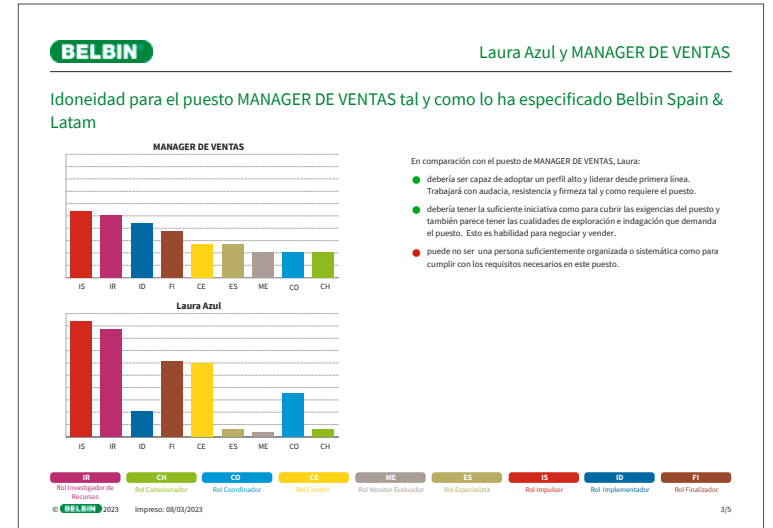 BELBIN
Laura Azul y MANAGER DE VENTAS
Idoneidad para el puesto MANAGER DE VENTAS tal y como lo ha especificado Belbin Spain &
Latam
MANAGER DE VENTAS
IS IR ID FI CE ES ME CO CH
Laura Azul
IS IR ID FI CE ES ME CO CH
En comparación con el puesto de MANAGER DE VENTAS, Laura:
debería ser capaz de adoptar un perfil alto y liderar desde primera línea.
Trabajará con audacia, resistencia y firmeza tal y como requiere el puesto.
debería tener la suficiente iniciativa como para cubrir las exigencias del puesto y
también parece tener las cualidades de exploración e indagación que demanda
el puesto. Esto es habilidad para negociar y vender.
puede no ser una persona suficientemente organizada o sistemática como para
cumplir con los requisitos necesarios en este puesto.
IR CH CO CE ME ES IS ID FI
Rol Investigador de Rol Cohesionador Rol Coordinador Rol Cerebro Rol Monitor Evaluador Rol Especialista Rol Impulsor Rol Implementador Rol Finalizador
Recursos
© BELBIN 2023 Impreso: 08/03/2023 3/5